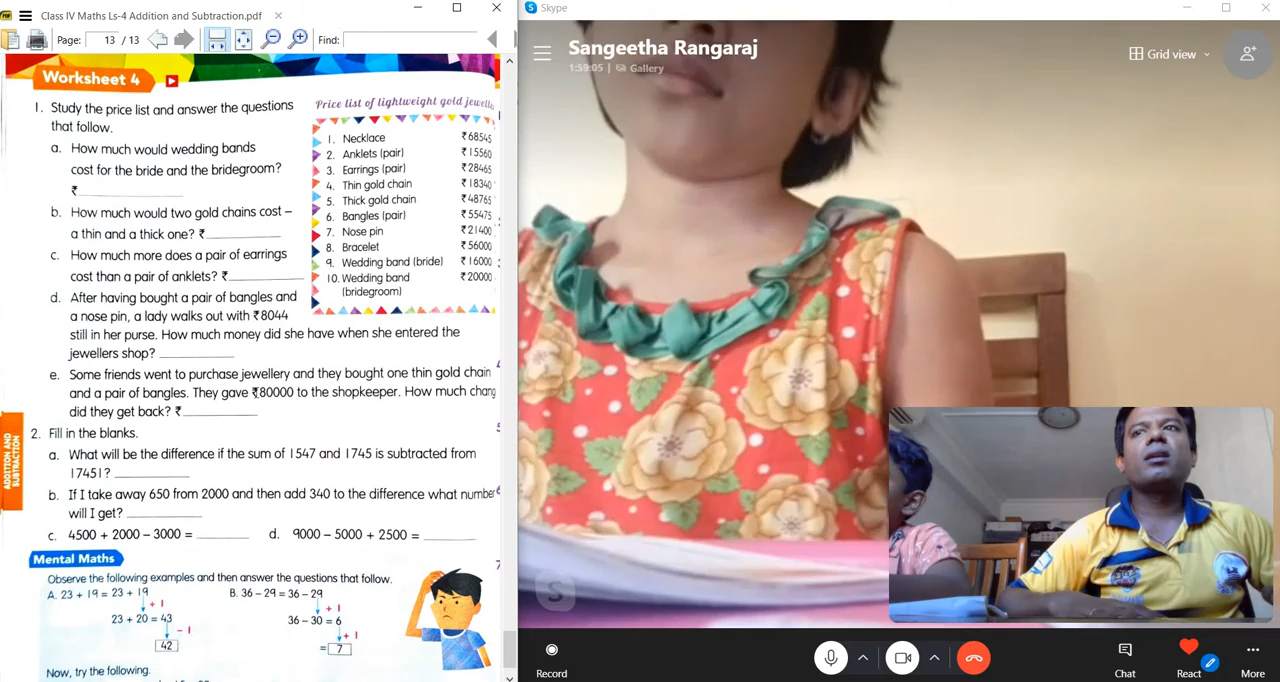 Class IV Maths Ls-4 Addition and Subtraction.pdf
Page: 13 / 13
Find:
Worksheet 4
1. Study the price list and answer the questions
that follow.
a. How much would wedding bands
cost for the bride and the bridegroom?
₹
b. How much would two gold chains cost –
a thin and a thick one? ₹
c. How much more does a pair of earrings
cost than a pair of anklets? ₹
d. After having bought a pair of bangles and
a nose pin, a lady walks out with ₹8044
still in her purse. How much money did she have when she entered the
jewellers shop?
e. Some friends went to purchase jewellery and they bought one thin gold chain
and a pair of bangles. They gave ₹80000 to the shopkeeper. How much chang
did they get back? ₹
Price list of lightweight gold jewelle
1. Necklace ₹68545
2. Anklets (pair) ₹15560
3. Earrings (pair) ₹28465
4. Thin gold chain ₹18340
5. Thick gold chain ₹48765
6. Bangles (pair) ₹55475
7. Nose pin ₹21400
8. Bracelet ₹56000
9. Wedding band (bride) ₹16000
10. Wedding band ₹20000
(bridegroom)
2. Fill in the blanks.
a. What will be the difference if the sum of 1547 and 1745 is subtracted from
17451?
b. If I take away 650 from 2000 and then add 340 to the difference what number
will I get?
c. 4500 + 2000 – 3000 =
d. 9000 – 5000 + 2500 =
ADDITION AND
SUBTRACTION
Mental Maths
Observe the following examples and then answer the questions that follow.
A. 23 + 19 = 23 + 19
+ 1
23 + 20 = 43
– 1
42
B. 36 – 29 = 36 – 29
+ 1
36 – 30 = 6
+ 1
= 7
Now, try the following.
Skype
Sangeetha Rangaraj
1:59:05 | Gallery
Grid view
Record
Chat
React
More